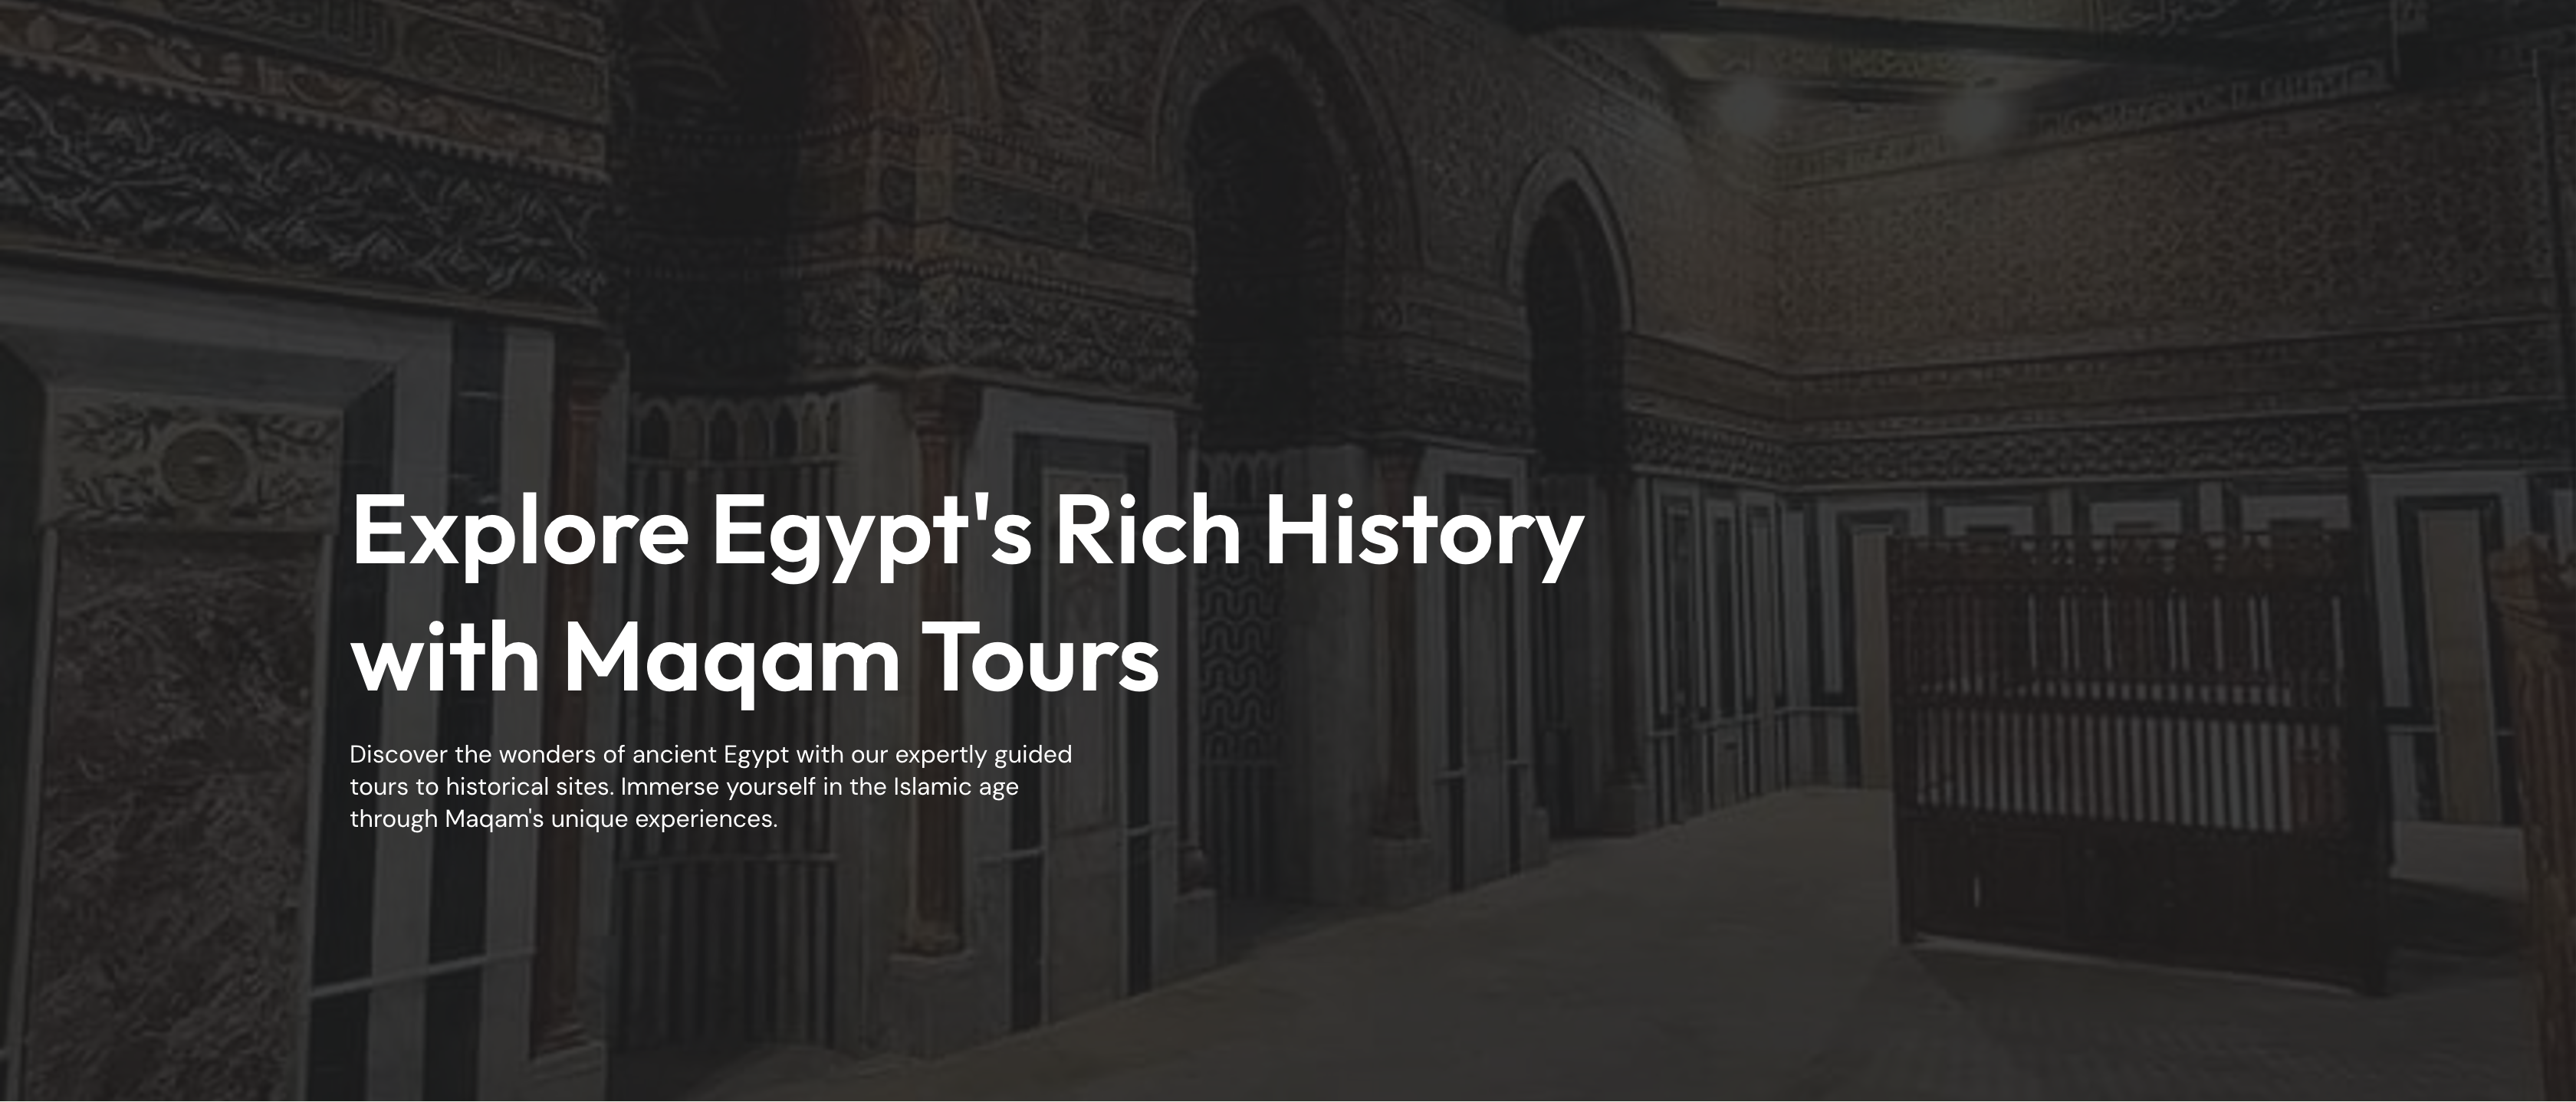 Explore Egypt's Rich History
with Maqam Tours
Discover the wonders of ancient Egypt with our expertly guided
tours to historical sites. Immerse yourself in the Islamic age
through Maqam's unique experiences.